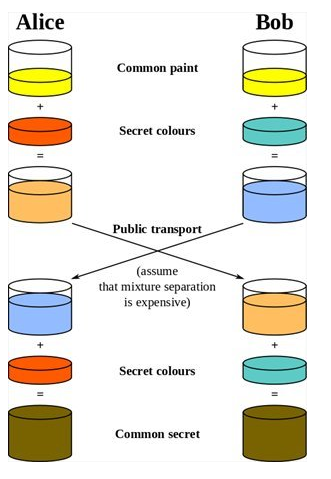 Alice Bob
Common paint
+ +
Secret colours
= =
Public transport
(assume
that mixture separation
is expensive)
+ +
Secret colours
= =
Common secret